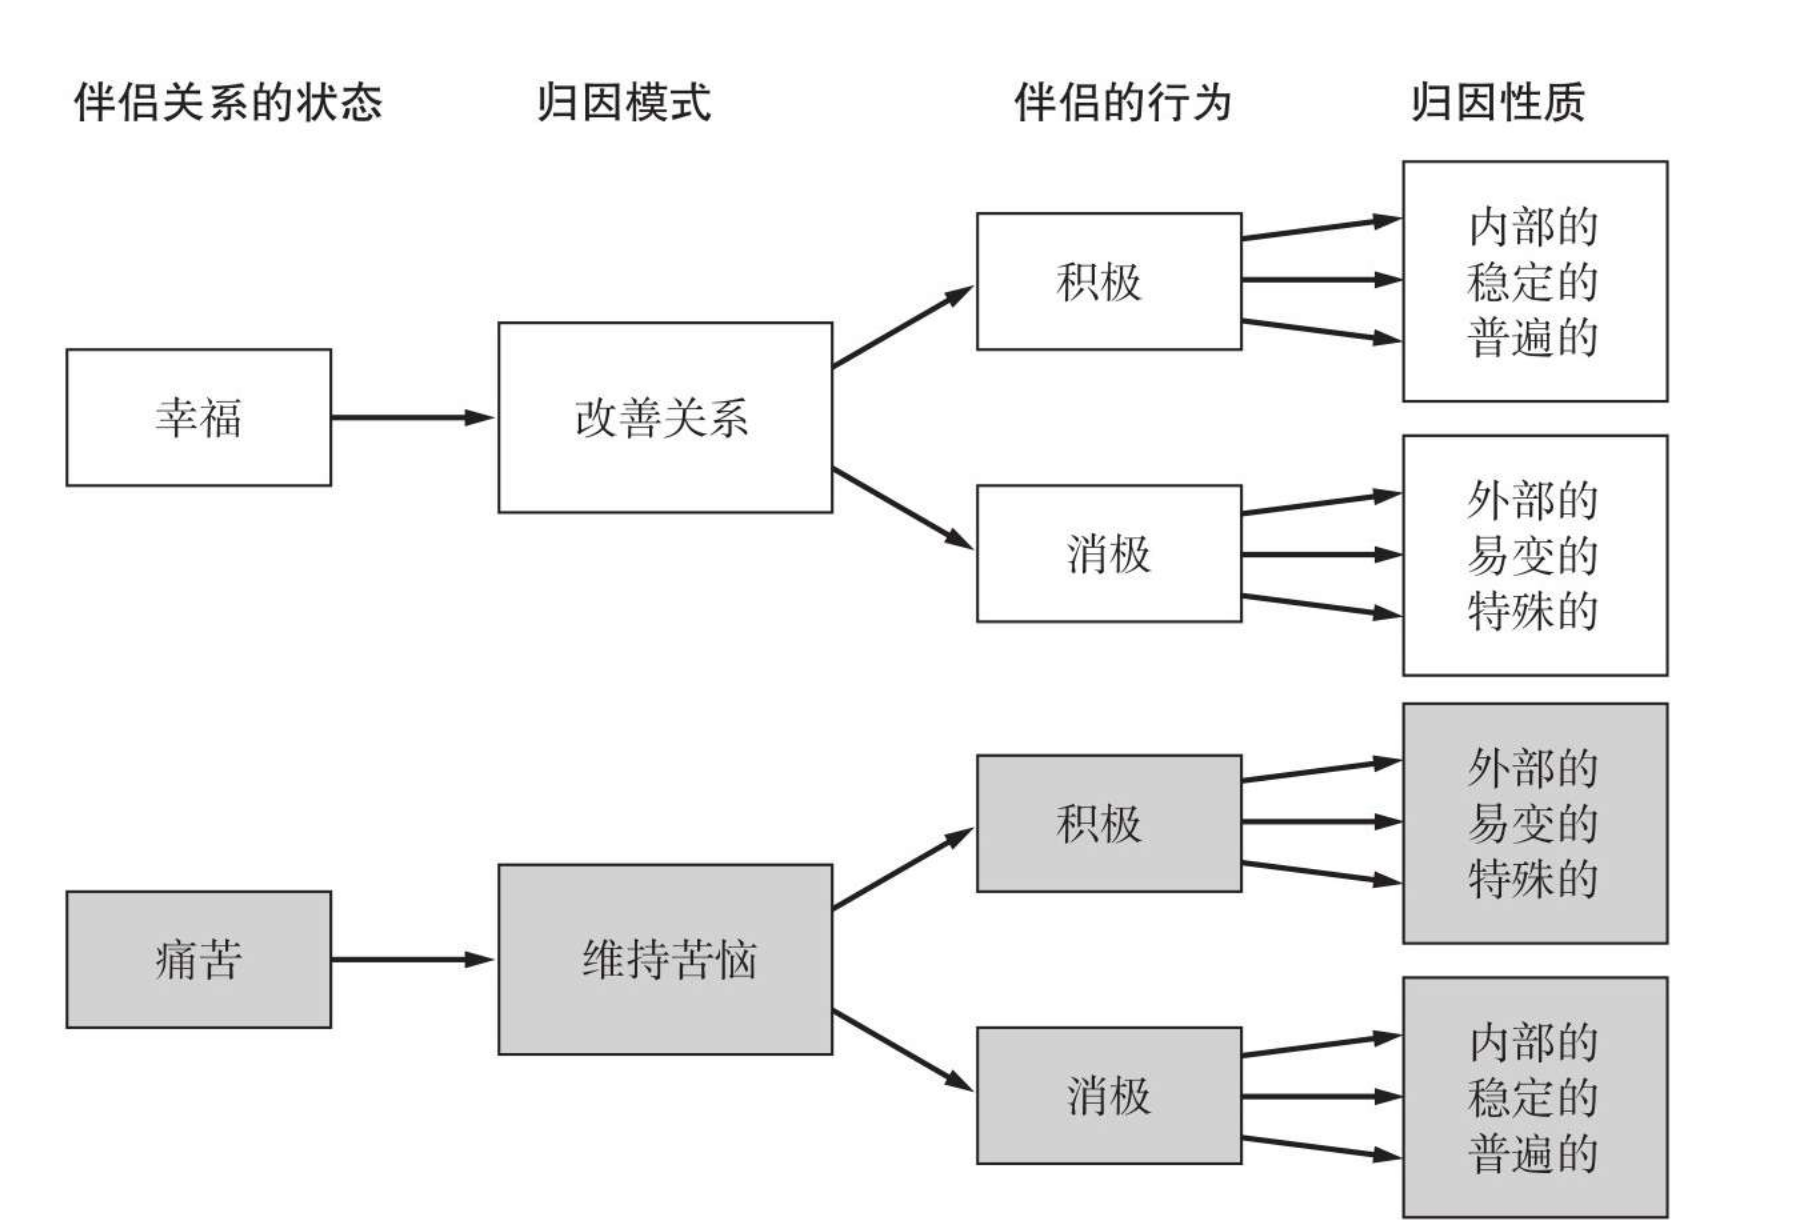 伴侣关系的状态
归因模式
伴侣的行为
归因性质
幸福
改善关系
积极
内部的
稳定的
普遍的
消极
外部的
易变的
特殊的
痛苦
维持苦恼
积极
外部的
易变的
特殊的
消极
内部的
稳定的
普遍的